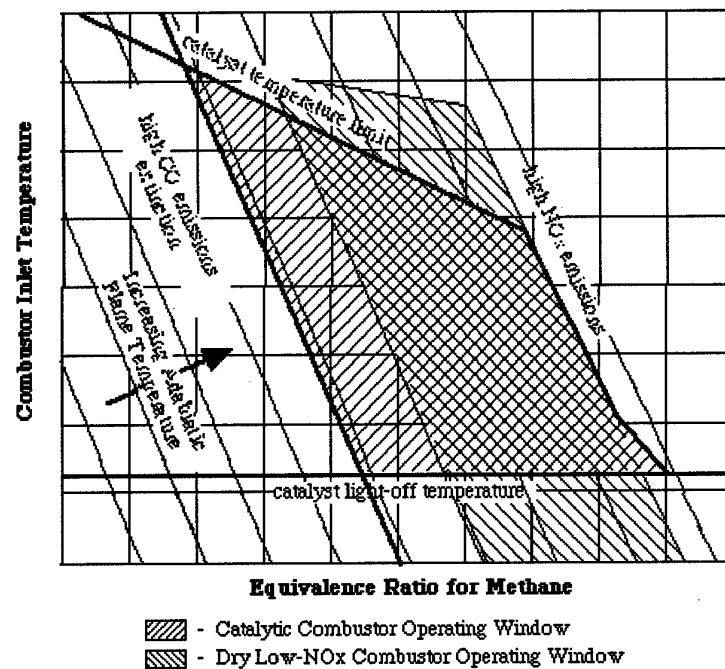 catalyst temperature limit
high CO emissions
extinction
high NOx emissions
Increasing Adiabatic
Flame Temperature
Combustor Inlet Temperature
catalyst light-off temperature
Equivalence Ratio for Methane
- Catalytic Combustor Operating Window
- Dry Low-NOx Combustor Operating Window